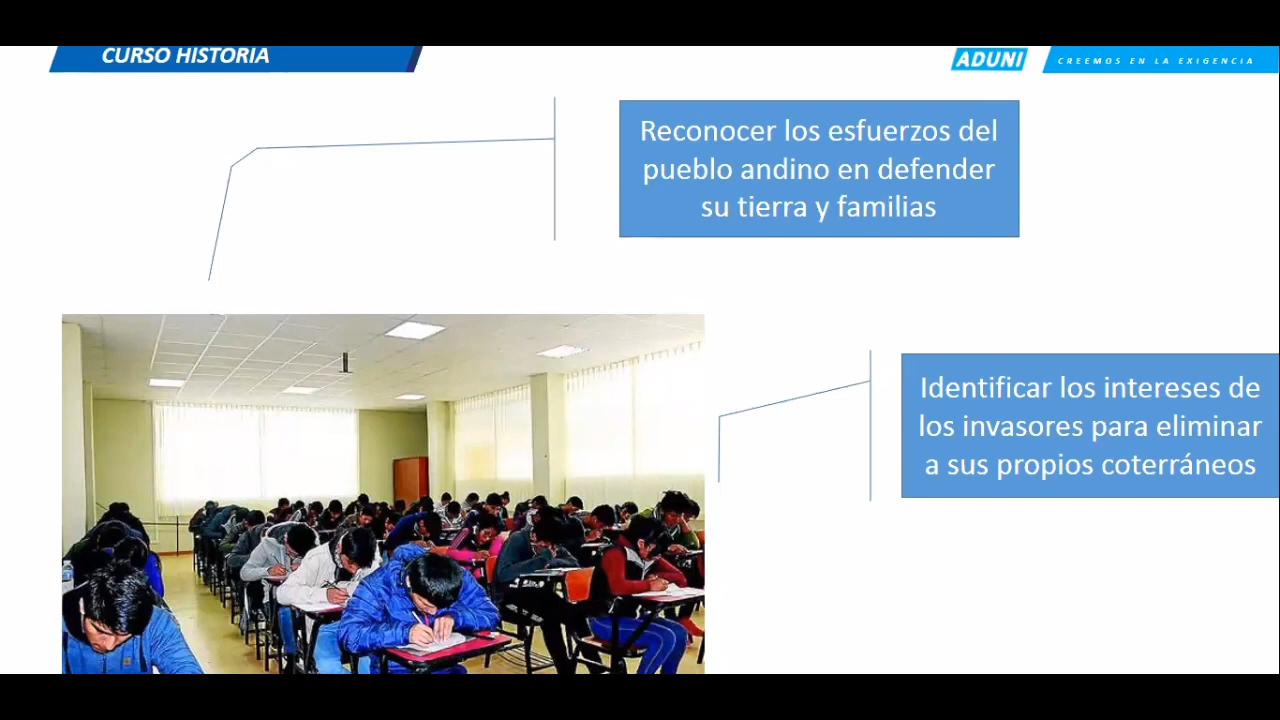 CURSO HISTORIA
ADUNI
CREEMOS EN LA EXIGENCIA
Reconocer los esfuerzos del
pueblo andino en defender
su tierra y familias
Identificar los intereses de
los invasores para eliminar
a sus propios coterráneos